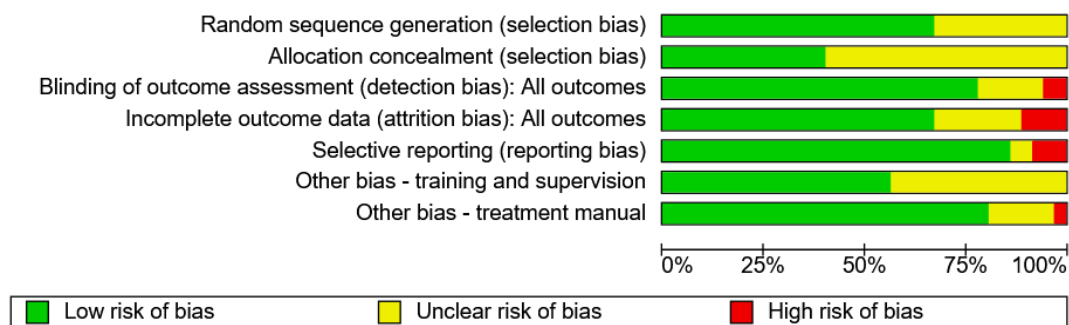 Random sequence generation (selection bias)
Allocation concealment (selection bias)
Blinding of outcome assessment (detection bias): All outcomes
Incomplete outcome data (attrition bias): All outcomes
Selective reporting (reporting bias)
Other bias - training and supervision
Other bias - treatment manual
0% 25% 50% 75% 100%
Low risk of bias Unclear risk of bias High risk of bias